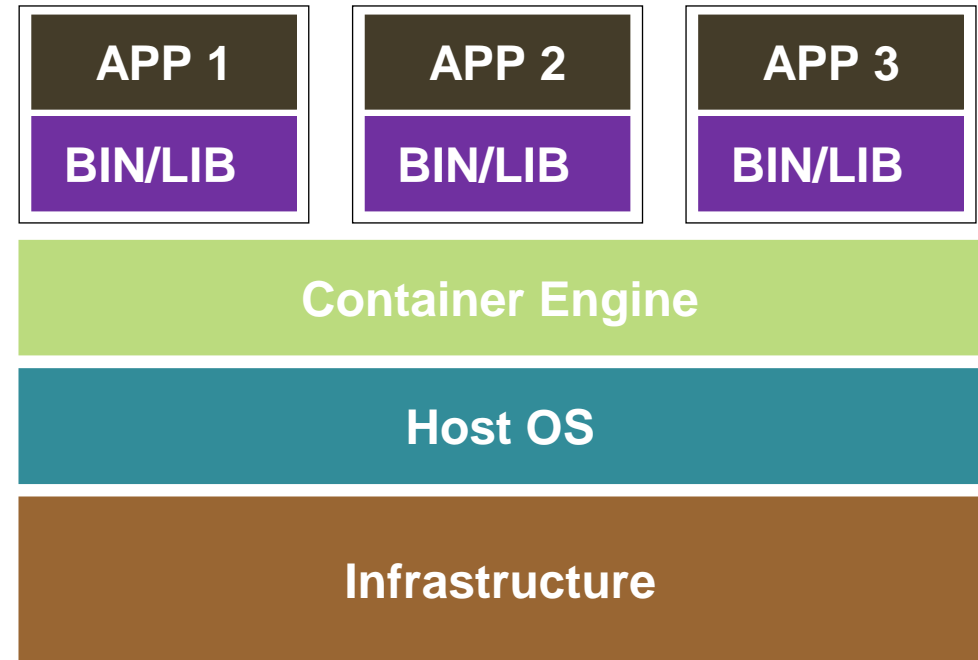 APP 1
APP 2
APP 3
BIN/LIB
BIN/LIB
BIN/LIB
Container Engine
Host OS
Infrastructure